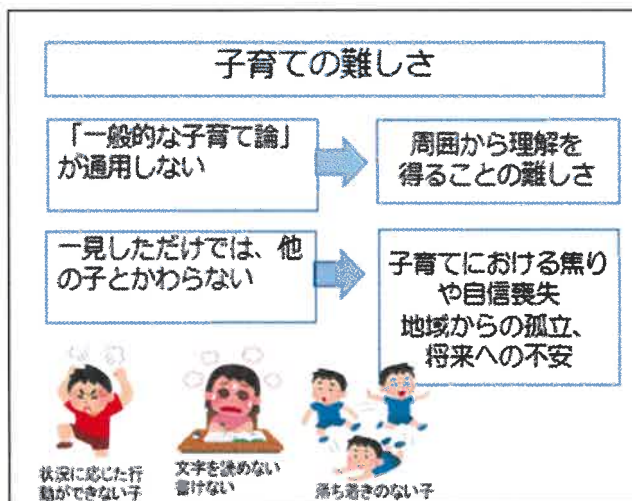 子育ての難しさ
「一般的な子育て論」
が通用しない
周囲から理解を
得ることの難しさ
一見しただけでは、他
の子とかわらない
子育てにおける焦り
や自信喪失
地域からの孤立、
将来への不安
状況に応じた行
動ができない子
文字を読めない
書けない
落ち着きのない子